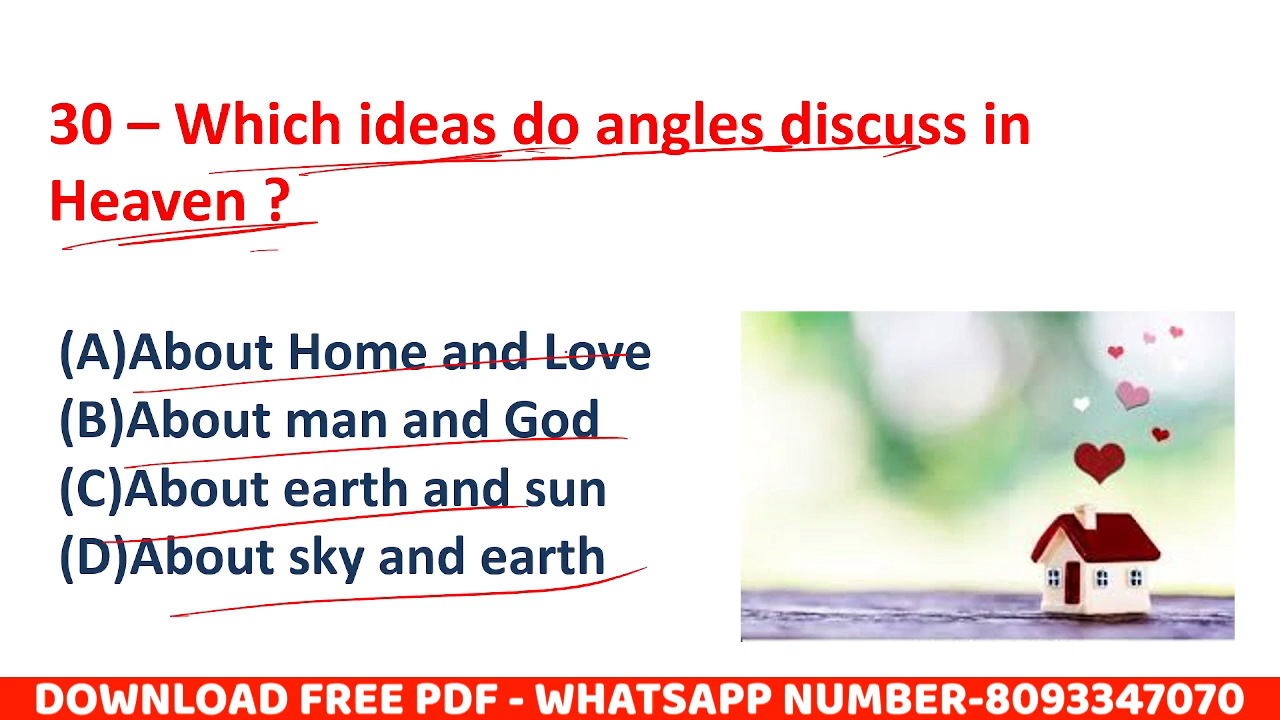 30 – Which ideas do angles discuss in
Heaven ?
(A)About Home and Love
(B)About man and God
(C)About earth and sun
(D)About sky and earth
DOWNLOAD FREE PDF - WHATSAPP NUMBER-8093347070